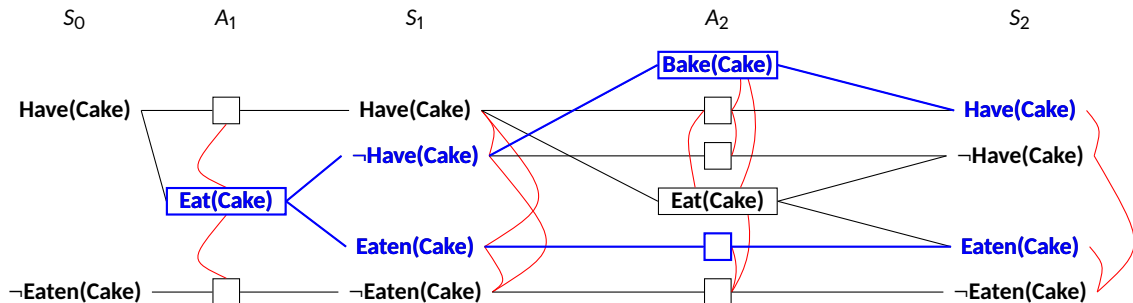 S0 A1 S1 A2 S2
Bake(Cake)
Have(Cake) Have(Cake) Have(Cake)
¬Have(Cake) ¬Have(Cake)
Eat(Cake) Eat(Cake)
Eaten(Cake) Eaten(Cake)
¬Eaten(Cake) ¬Eaten(Cake) ¬Eaten(Cake)